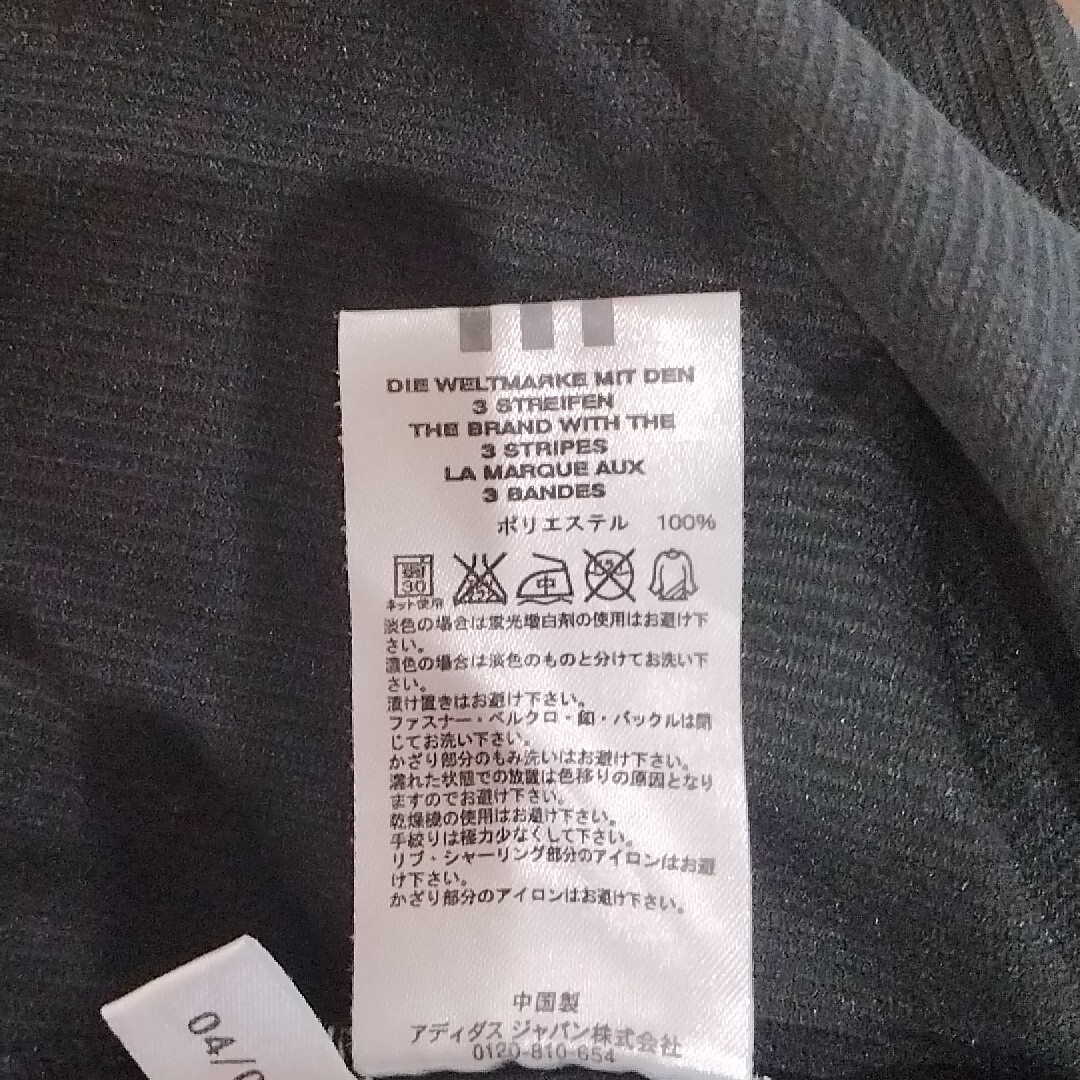 DIE WELTMARKE MIT DEN
3 STREIFEN
THE BRAND WITH THE
3 STRIPES
LA MARQUE AUX
3 BANDES
ポリエステル 100%
弱
30
中
ネット使用
淡色の場合は蛍光増白剤の使用はお避け下
さい。
濃色の場合は淡色のものと分けてお洗い下
さい。
漬け置きはお避け下さい。
ファスナー・ベルクロ・釦・バックルは閉
じてお洗い下さい。
かざり部分のもみ洗いはお避け下さい。
濡れた状態での放置は色移りの原因となり
ますのでお避け下さい。
乾燥機の使用はお避け下さい。
手絞りは極力少なくして下さい。
リブ・シャーリング部分のアイロンはお避
け下さい。
かざり部分のアイロンはお避け下さい。
中国製
アディダス ジャパン株式会社
0120-810-654
04/0